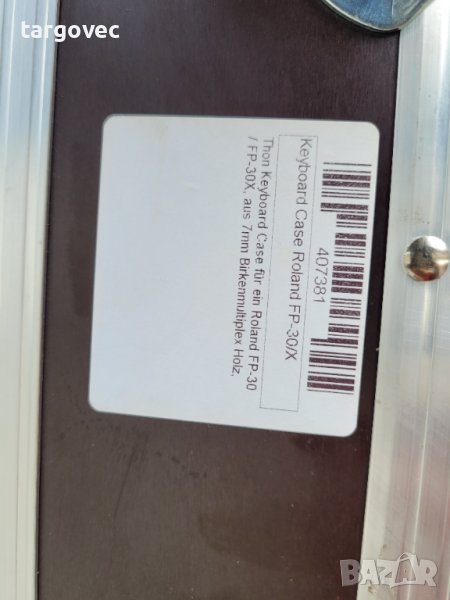 targovec
407381
Keyboard Case Roland FP-30/X
Thon Keyboard Case für ein Roland FP-30
/ FP-30X, aus 7mm Birkenmultiplex Holz,
BAZAR